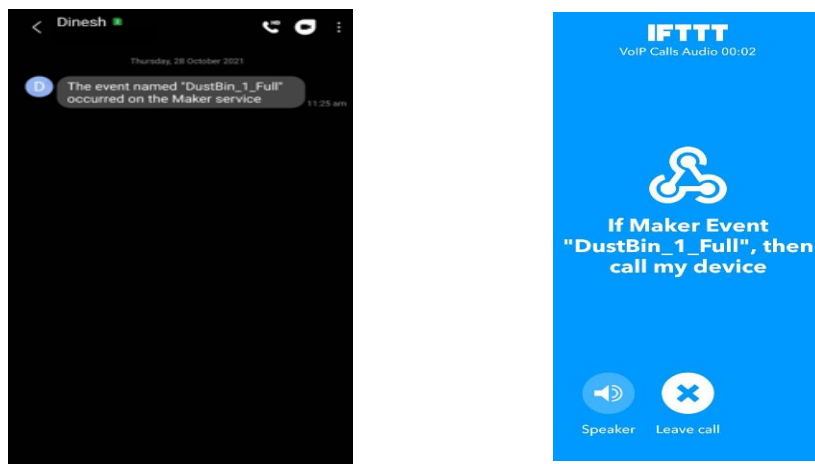 Dinesh
Thursday, 28 October 2021
D
The event named "DustBin_1_Full"
occurred on the Maker service
11:25 am
IFTTT
VoIP Calls Audio 00:02
If Maker Event
"DustBin_1_Full", then
call my device
Speaker
Leave call